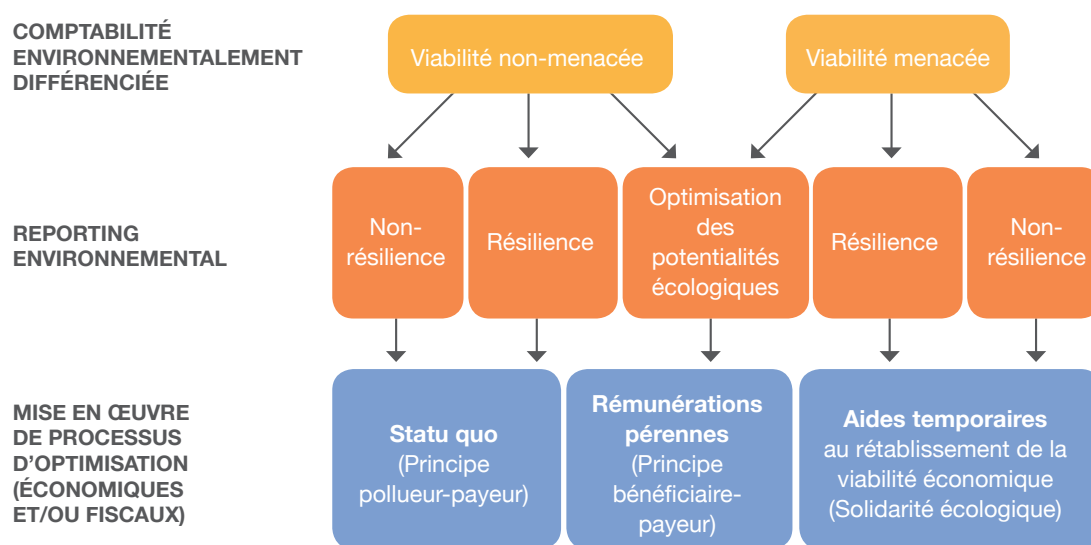 COMPTABILITÉ
ENVIRONNEMENTALEMENT
DIFFÉRENCIÉE
Viabilité non-menacée
Viabilité menacée
REPORTING
ENVIRONNEMENTAL
Non-
résilience
Résilience
Optimisation
des
potentialités
écologiques
Résilience
Non-
résilience
MISE EN ŒUVRE
DE PROCESSUS
D’OPTIMISATION
(ÉCONOMIQUES
ET/OU FISCAUX)
Statu quo
(Principe
pollueur-payeur)
Rémunérations
pérennes
(Principe
bénéficiaire-
payeur)
Aides temporaires
au rétablissement de la
viabilité économique
(Solidarité écologique)